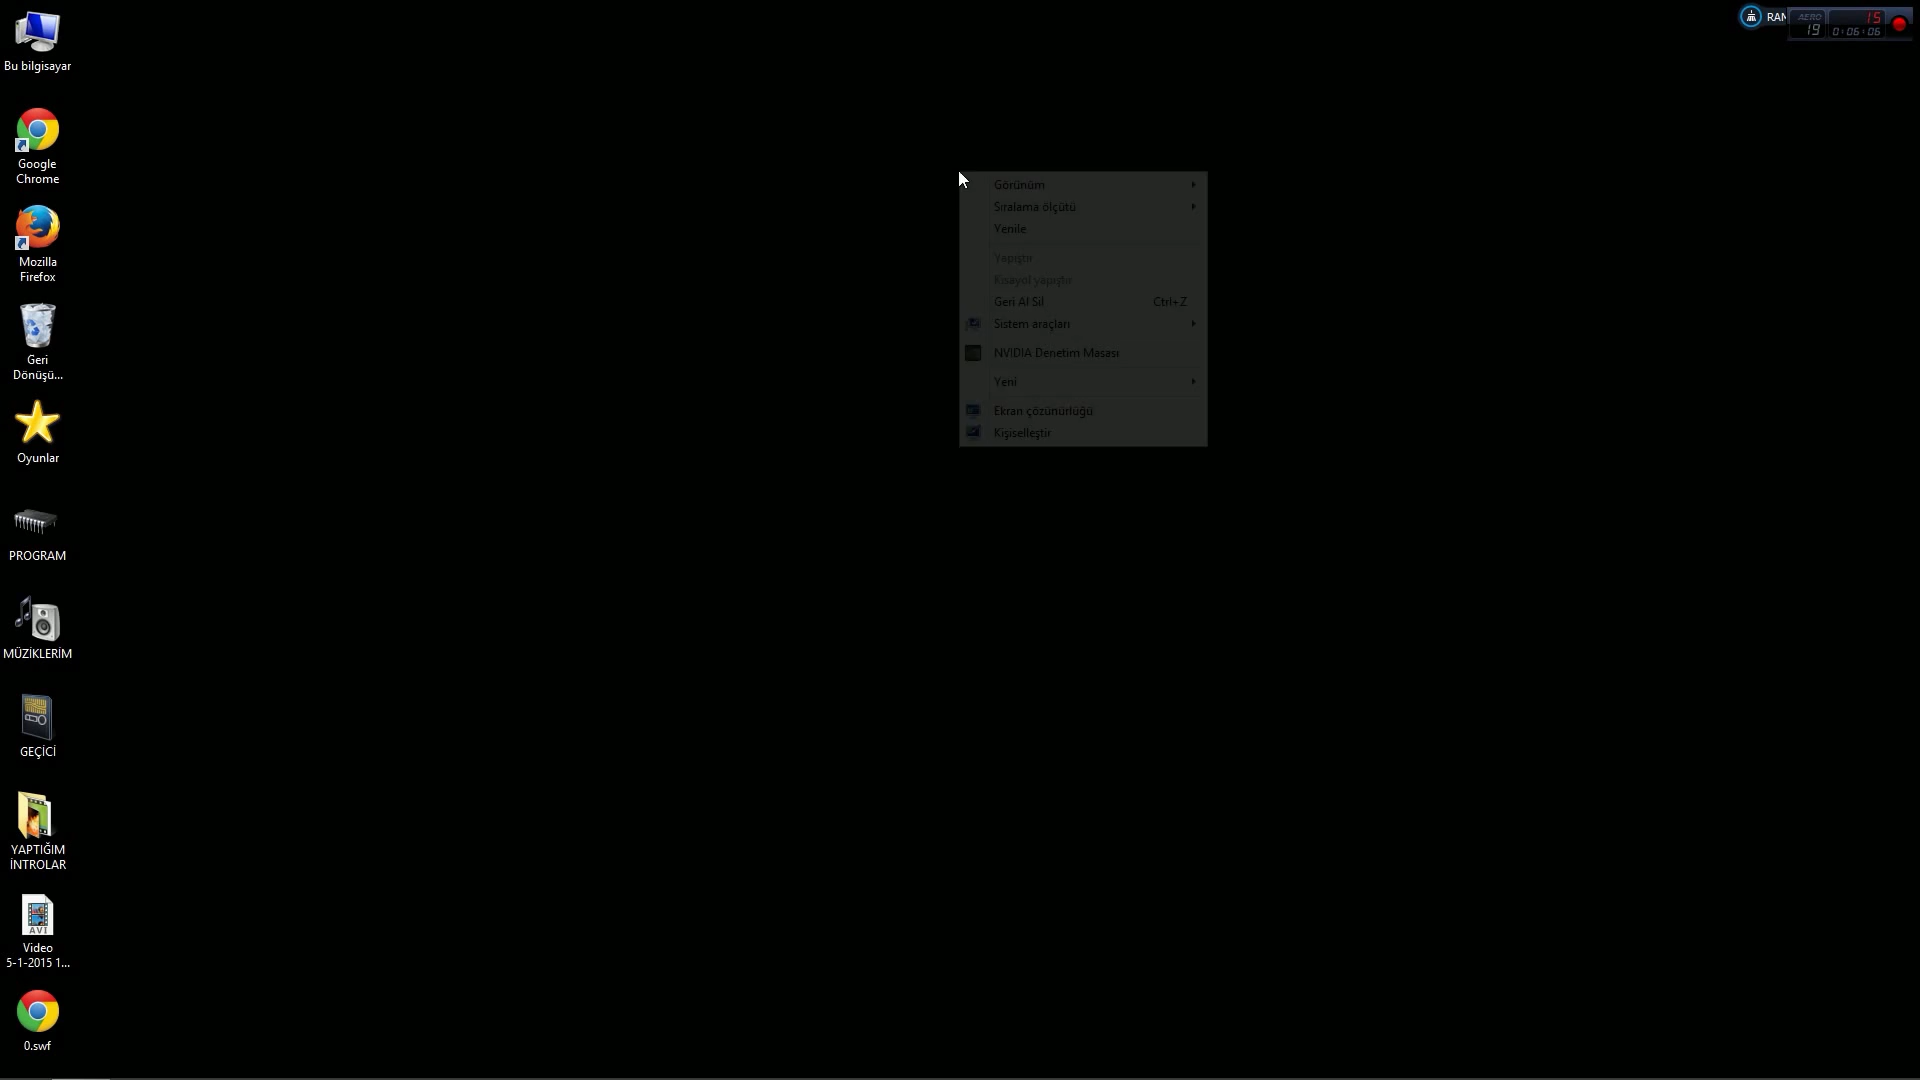 Bu bilgisayar
Google
Chrome
Mozilla
Firefox
Geri
Dönüşü...
Oyunlar
PROGRAM
MÜZİKLERİM
GEÇİCİ
YAPTIĞIM
İNTROLAR
AVI
Video
5-1-2015 1...
0.swf
Görünüm
Sıralama ölçütü
Yenile
Yapıştır
Kısayol yapıştır
Geri Al Sil Ctrl+Z
Sistem araçları
NVIDIA Denetim Masası
Yeni
Ekran çözünürlüğü
Kişiselleştir
RAM
AERO 15
19 0:06:06